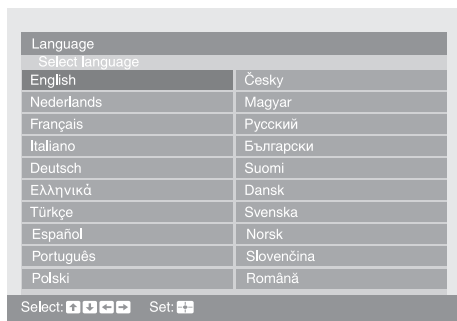 Language
Select language
English Česky
Nederlands Magyar
Français Русский
Italiano Български
Deutsch Suomi
Ελληνικά Dansk
Türkçe Svenska
Español Norsk
Português Slovenčina
Polski Română
Select: ↑ ↓ ← → Set: